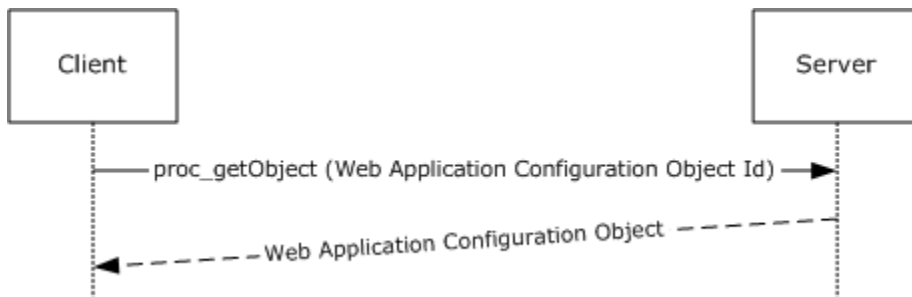 Client
Server
proc_getObject (Web Application Configuration Object Id)
Web Application Configuration Object